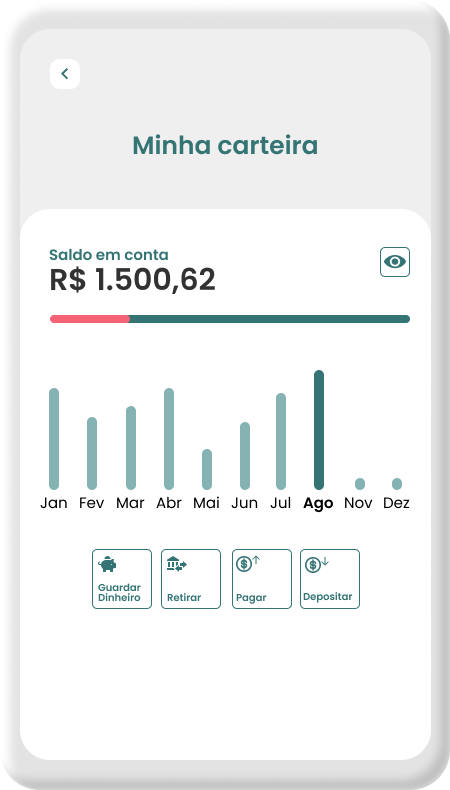 Minha carteira
Saldo em conta
R$ 1.500,62
Jan Fev Mar Abr Mai Jun Jul Ago Nov Dez
Guardar
Dinheiro
Retirar
Pagar
Depositar